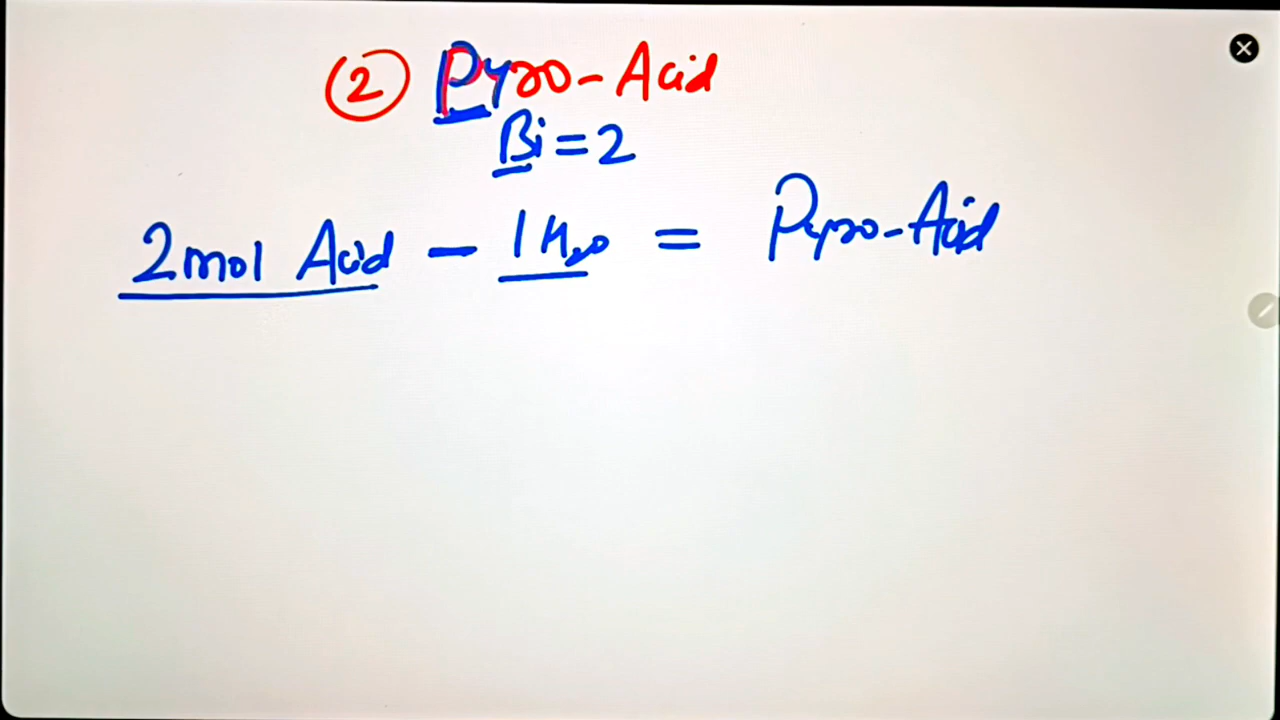 ② Pyro-Acid
Bi=2
2mol Acid - 1H₂O = Pyro-Acid